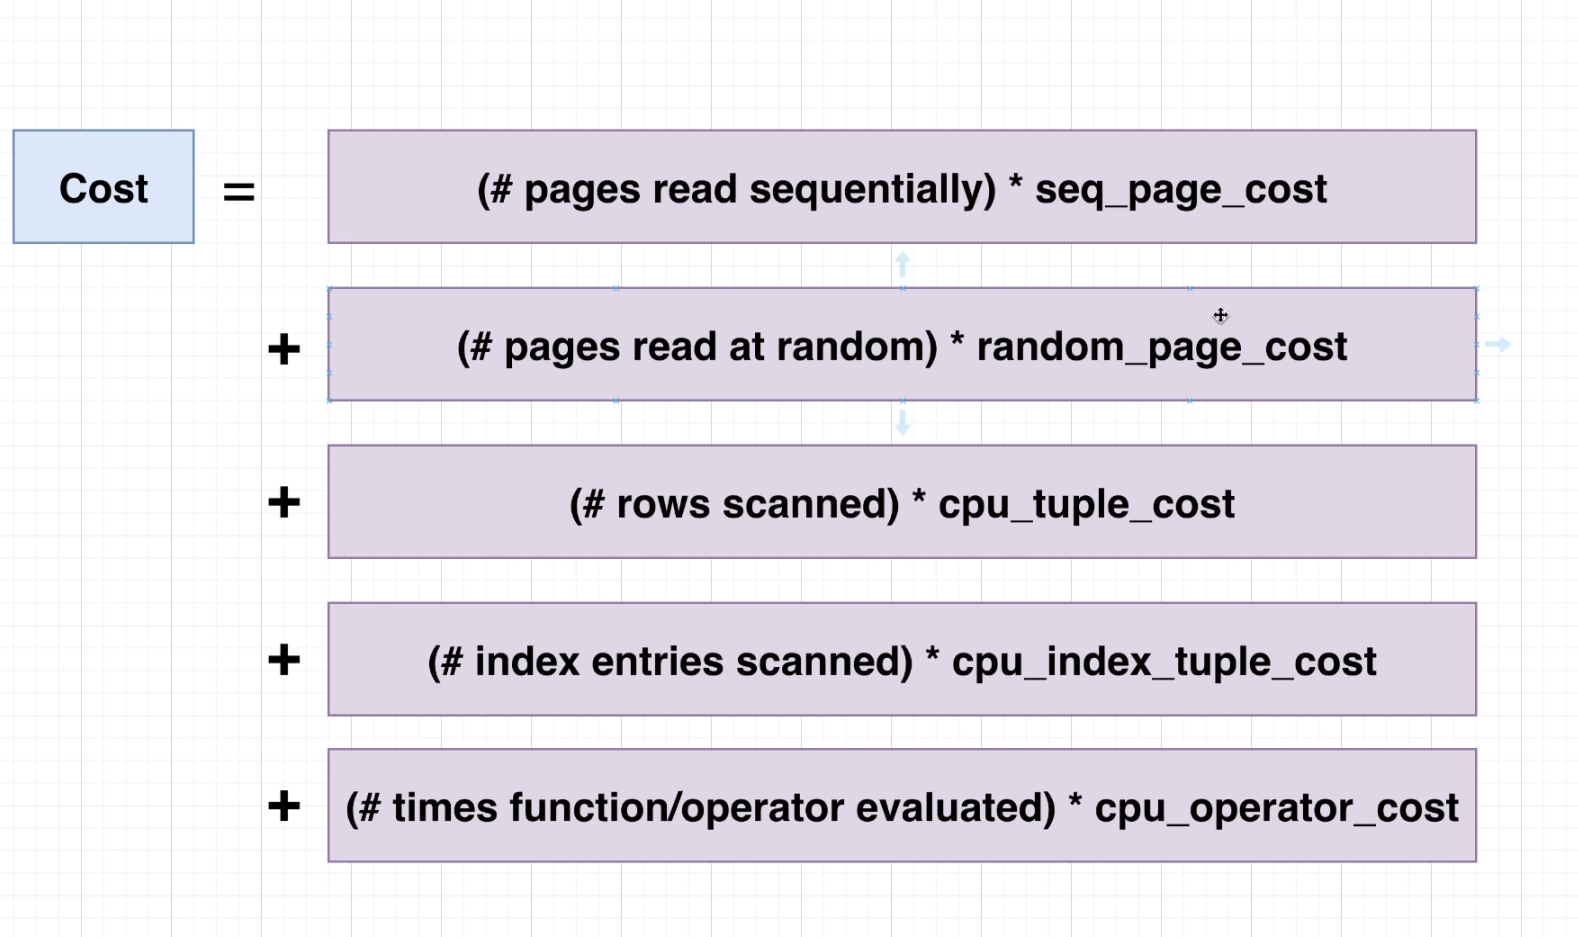 Cost = (# pages read sequentially) * seq_page_cost
+ (# pages read at random) * random_page_cost
+ (# rows scanned) * cpu_tuple_cost
+ (# index entries scanned) * cpu_index_tuple_cost
+ (# times function/operator evaluated) * cpu_operator_cost